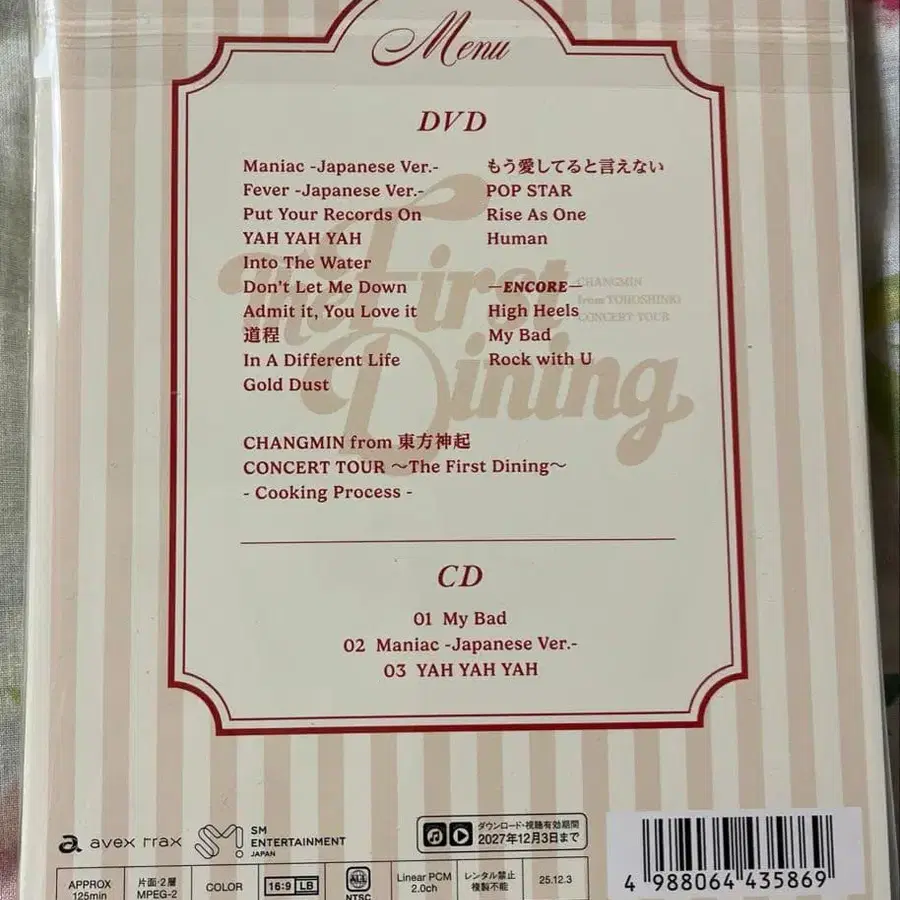 Menu
DVD
Maniac -Japanese Ver.-
Fever -Japanese Ver.-
Put Your Records On
YAH YAH YAH
Into The Water
Don't Let Me Down
Admit it, You Love it
道程
In A Different Life
Gold Dust
もう愛してると言えない
POP STAR
Rise As One
Human
—ENCORE—
High Heels
My Bad
Rock with U
The First Dining
CHANGMIN
from TOHOSHINKI
CONCERT TOUR
CHANGMIN from 東方神起
CONCERT TOUR ～The First Dining～
- Cooking Process -
CD
01 My Bad
02 Maniac -Japanese Ver.-
03 YAH YAH YAH
avex trax
SM
ENTERTAINMENT
JAPAN
ダウンロード・視聴有効期間
2027年12月3日まで
APPROX
125min
片面・2層
MPEG-2
COLOR
16:9 LB
ALL
NTSC
Linear PCM
2.0ch
レンタル禁止
複製不能
25.12.3
4 988064 435869